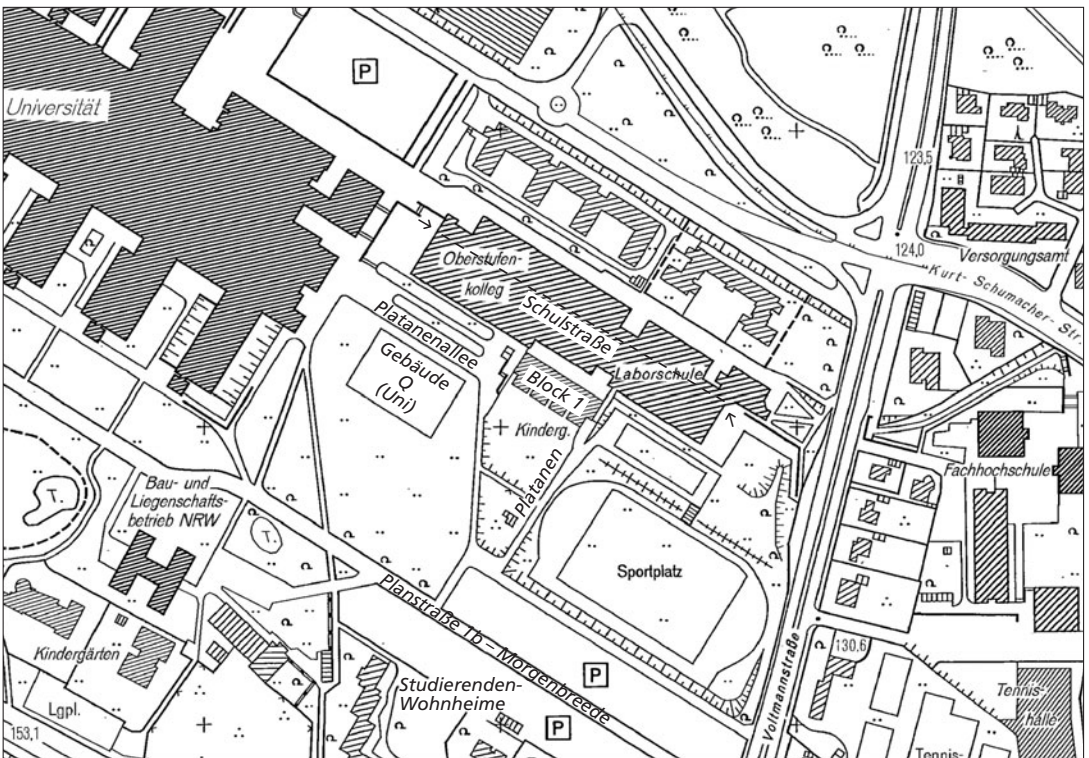 P
Universität
123,5
124,0
Versorgungsamt
Kurt-Schumacher-Str.
Oberstufen-
kolleg
Schulstraße
Platanenallee
Gebäude
Q
(Uni)
Block 1
Laborschule
Kinderg.
Platanen
Fachhochschule
Bau- und
Liegenschafts-
betrieb NRW
T.
T.
Sportplatz
Planstraße 1b – Morgenbreede
Kindergärten
Voltmannstraße
130,6
P
Studierenden-
Wohnheime
P
Lgpl.
153,1
Tennis-
halle
Tennis-